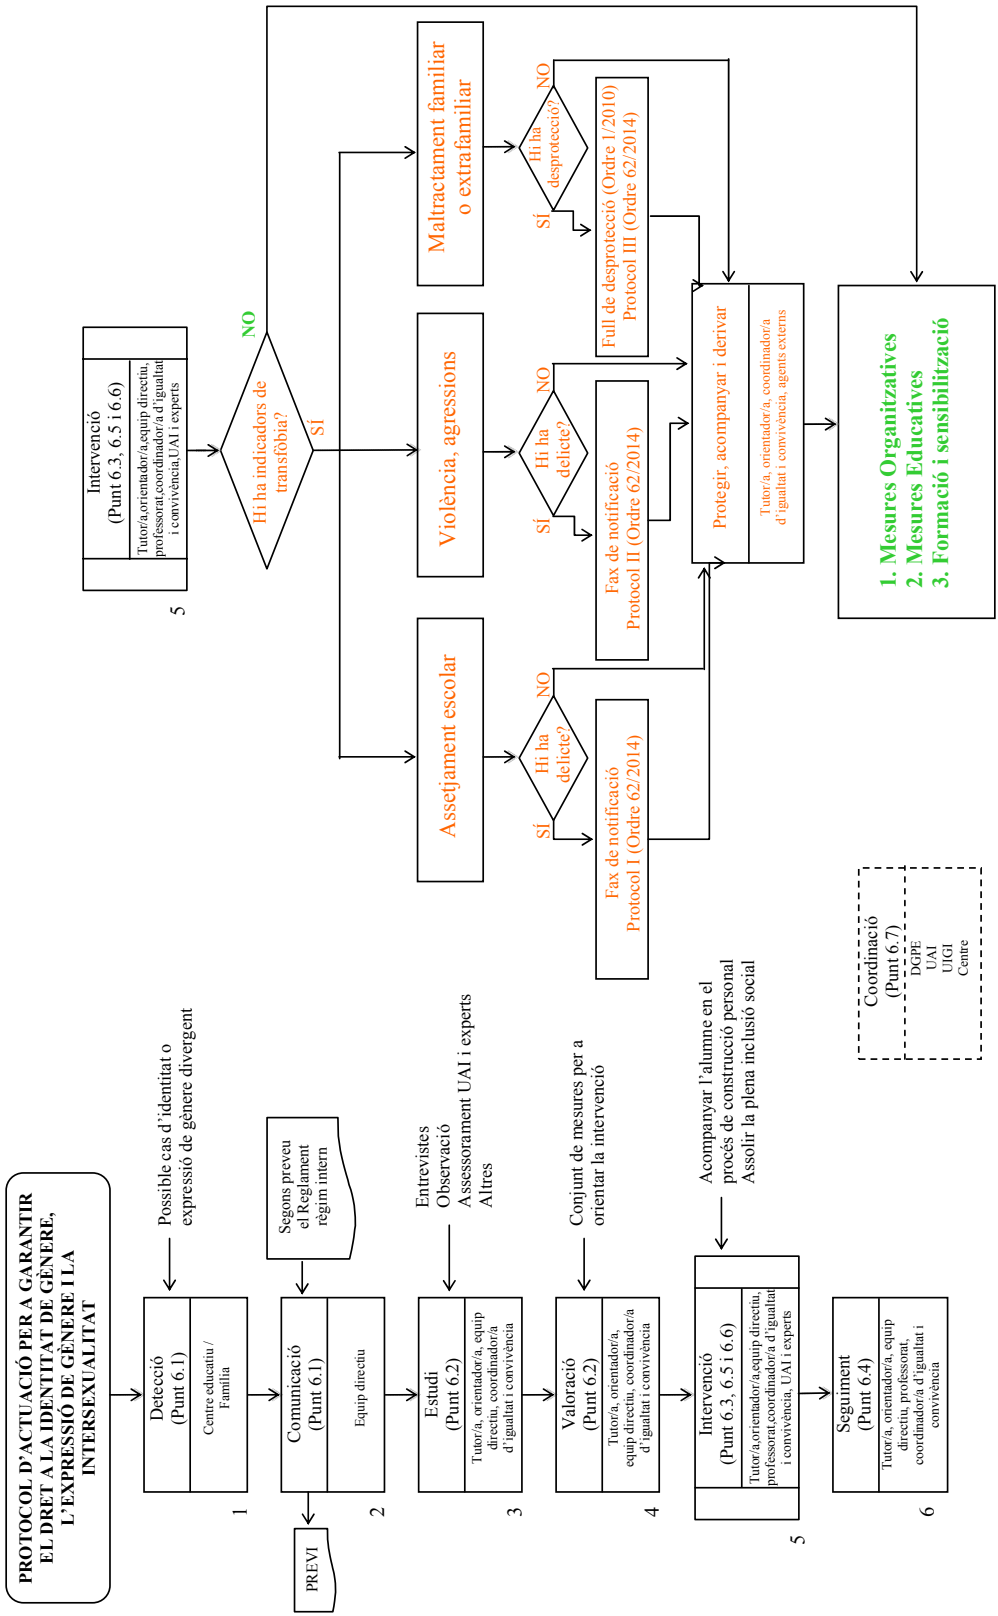 PROTOCOL D'ACTUACIÓ PER A GARANTIR
EL DRET A LA IDENTITAT DE GÈNERE,
L'EXPRESSIÓ DE GÈNERE I LA
INTERSEXUALITAT
Detecció
(Punt 6.1)
Centre educatiu /
Família
1
Possible cas d'identitat o
expressió de gènere divergent
Comunicació
(Punt 6.1)
Equip directiu
2
PREVI
Segons preveu
el Reglament
règim intern
Estudi
(Punt 6.2)
Tutor/a, orientador/a, equip
directiu, coordinador/a
d'igualtat i convivència
3
Entrevistes
Observació
Assessorament UAI i experts
Altres
Valoració
(Punt 6.2)
Tutor/a, orientador/a,
equip directiu, coordinador/a
d'igualtat i convivència
4
Conjunt de mesures per a
orientar la intervenció
Intervenció
(Punt 6.3, 6.5 i 6.6)
Tutor/a,orientador/a,equip directiu,
professorat,coordinador/a d'igualtat
i convivència, UAI i experts
5
Acompanyar l'alumne en el
procés de construcció personal
Assolir la plena inclusió social
Seguiment
(Punt 6.4)
Tutor/a, orientador/a, equip
directiu, professorat,
coordinador/a d'igualtat i
convivència
6
Coordinació
(Punt 6.7)
DGPE
UAI
UIGI
Centre
Intervenció
(Punt 6.3, 6.5 i 6.6)
Tutor/a,orientador/a,equip directiu,
professorat,coordinador/a d'igualtat
i convivència,UAI i experts
5
Hi ha indicadors de
transfòbia?
NO
SÍ
Assetjament escolar
Violència, agressions
Maltractament familiar
o extrafamiliar
Hi ha
delicte?
SÍ
NO
Hi ha
delicte?
SÍ
NO
Hi ha
desprotecció?
SÍ
NO
Fax de notificació
Protocol I (Ordre 62/2014)
Fax de notificació
Protocol II (Ordre 62/2014)
Full de desprotecció (Ordre 1/2010)
Protocol III (Ordre 62/2014)
Protegir, acompanyar i derivar
Tutor/a, orientador/a, coordinador/a
d'igualtat i convivència, agents externs
1. Mesures Organitzatives
2. Mesures Educatives
3. Formació i sensibilització